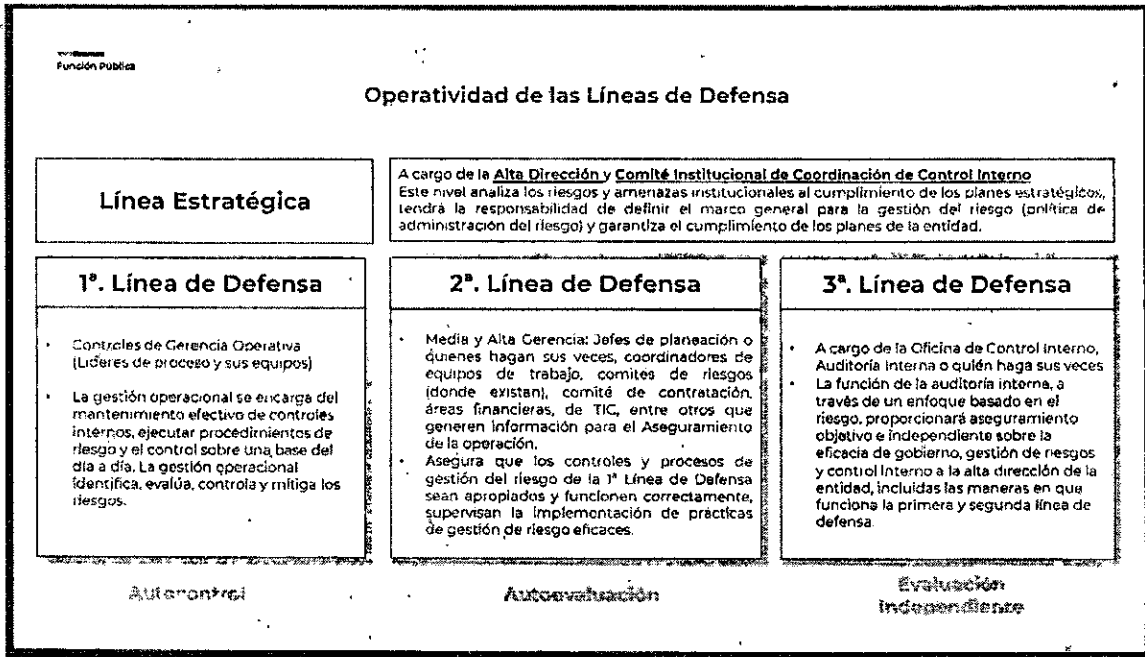 Función Pública
Operatividad de las Líneas de Defensa
Línea Estratégica
A cargo de la Alta Dirección y Comité Institucional de Coordinación de Control Interno
Este nivel analiza los riesgos y amenazas institucionales al cumplimiento de los planes estratégicos,
tendrá la responsabilidad de definir el marco general para la gestión del riesgo (política de
administración del riesgo) y garantiza el cumplimiento de los planes de la entidad.
1ª. Línea de Defensa
• Controles de Gerencia Operativa
(Líderes de proceso y sus equipos)
• La gestión operacional se encarga del
mantenimiento efectivo de controles
internos, ejecutar procedimientos de
riesgo y el control sobre una base del
día a día. La gestión operacional
identifica, evalúa, controla y mitiga los
riesgos.
Autocontrol
2ª. Línea de Defensa
• Media y Alta Gerencia: Jefes de planeación o
quienes hagan sus veces, coordinadores de
equipos de trabajo, comités de riesgos
(donde existan), comité de contratación,
áreas financieras, de TIC, entre otros que
generen información para el Aseguramiento
de la operación.
• Asegura que los controles y procesos de
gestión del riesgo de la 1ª Línea de Defensa
sean apropiados y funcionen correctamente,
supervisan la implementación de prácticas
de gestión de riesgo eficaces.
Autoevaluación
3ª. Línea de Defensa
• A cargo de la Oficina de Control Interno,
Auditoría Interna o quién haga sus veces
• La función de la auditoría interna, a
través de un enfoque basado en el
riesgo, proporcionará aseguramiento
objetivo e independiente sobre la
eficacia de gobierno, gestión de riesgos
y control interno a la alta dirección de la
entidad, incluidas las maneras en que
funciona la primera y segunda línea de
defensa.
Evaluación
Independiente